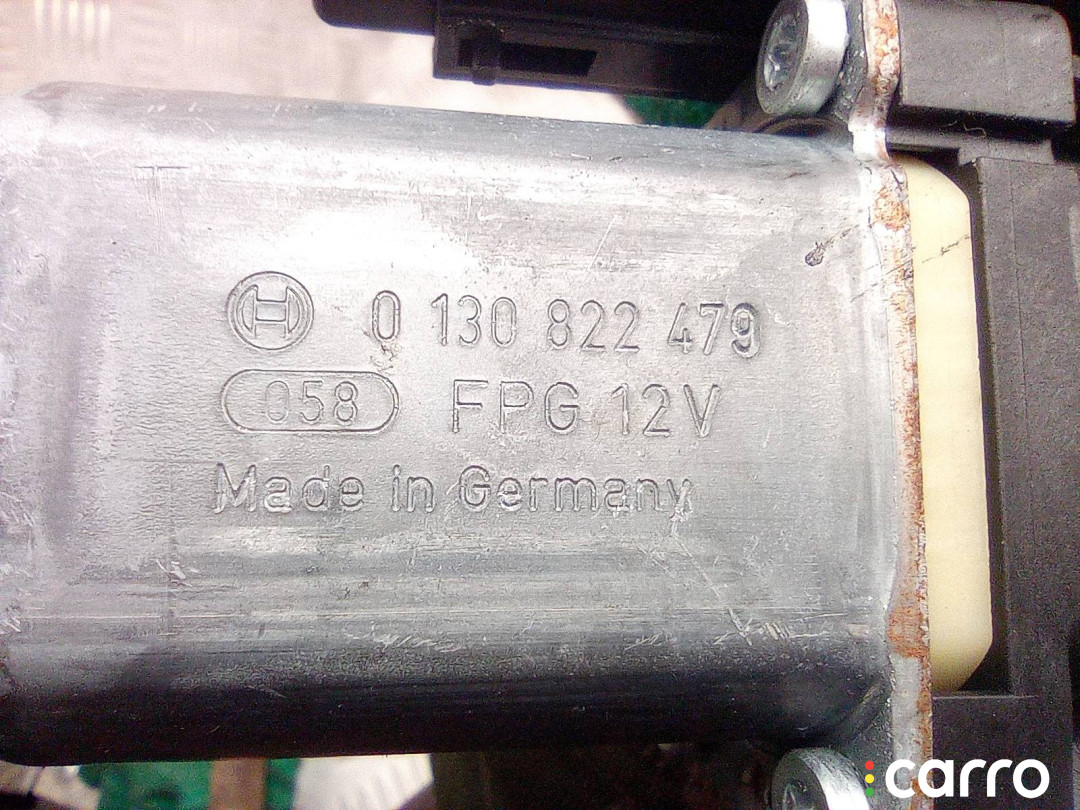 0 130 822 479
058 FPG 12V
Made in Germany
carro